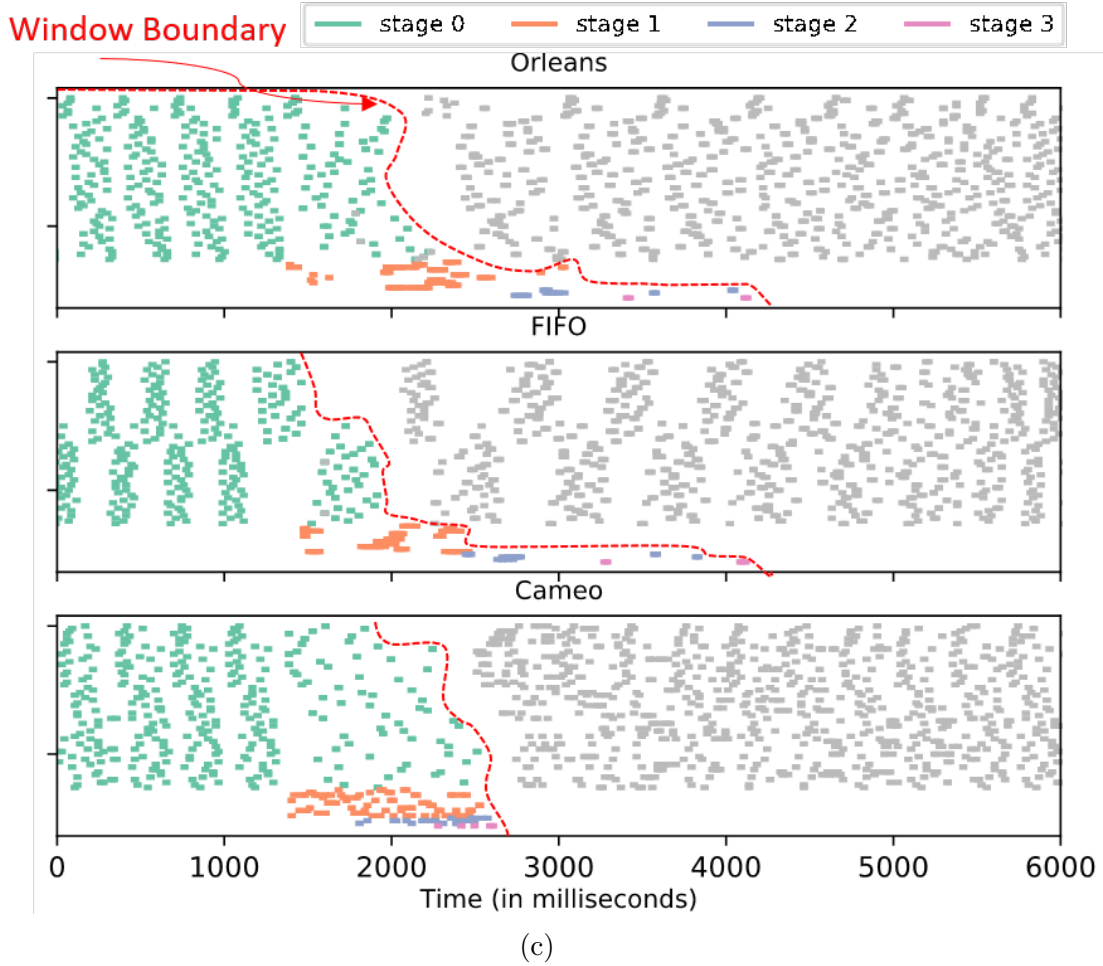 Window Boundary
stage 0 stage 1 stage 2 stage 3
Orleans
FIFO
Cameo
0 1000 2000 3000 4000 5000 6000
Time (in milliseconds)
(c)